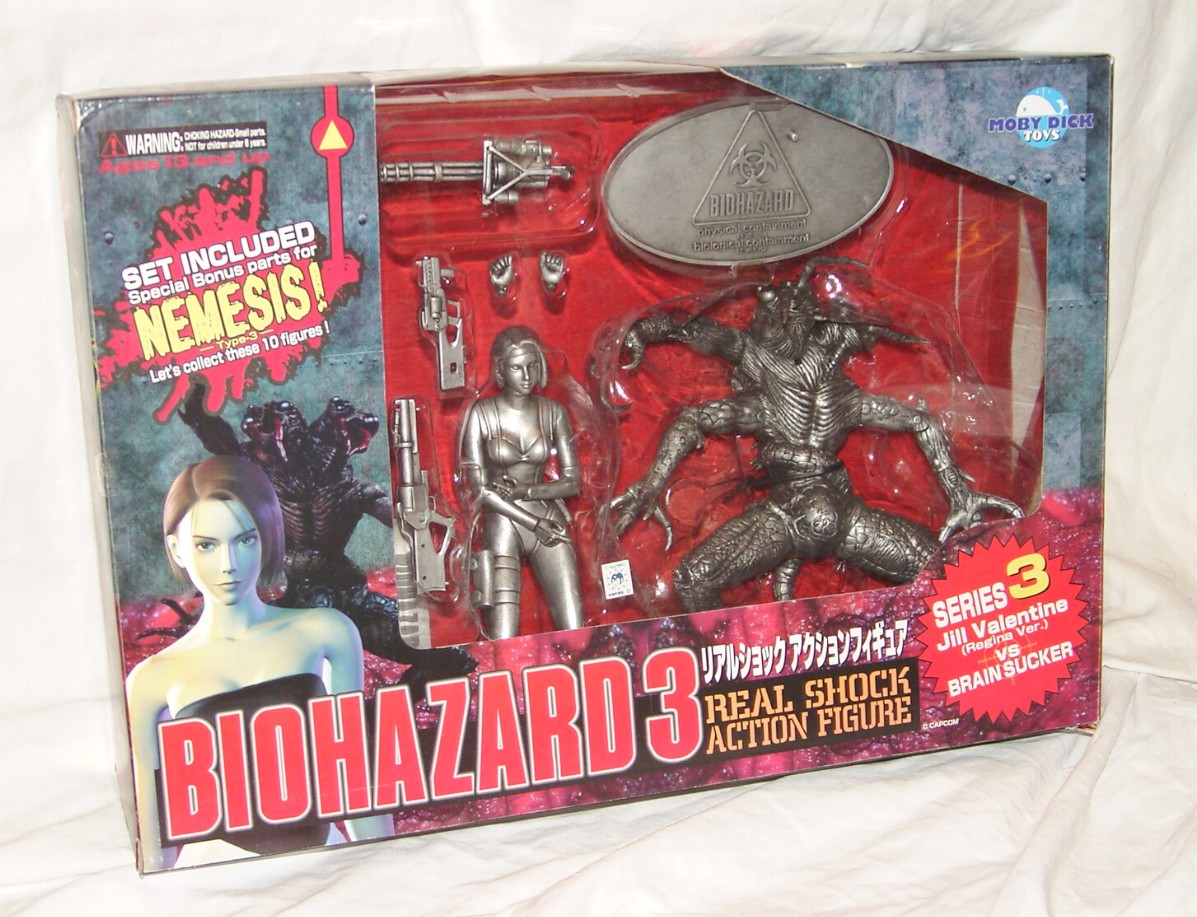 WARNING: CHOKING HAZARD-Small parts.
NOT for children under 8 years.
Ages 13 and up
MOBY DICK
TOYS
SET INCLUDED
Special Bonus parts for
NEMESIS!
Type-3
Let's collect these 10 figures!
BIOHAZARD
physical containment
biological containment
SERIES 3
Jill Valentine
(Regina Ver.)
vs
BRAIN SUCKER
リアルショック アクションフィギュア
BIOHAZARD 3
REAL SHOCK
ACTION FIGURE
© CAPCOM